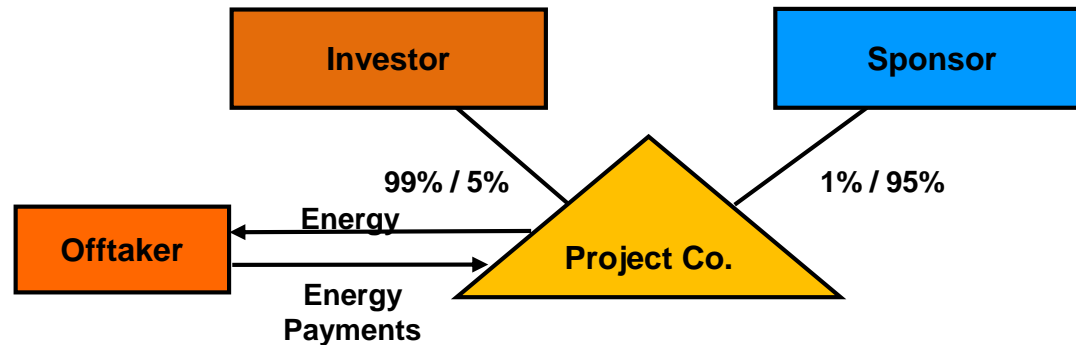 Investor
Sponsor
99% / 5%
1% / 95%
Energy
Offtaker
Project Co.
Energy
Payments